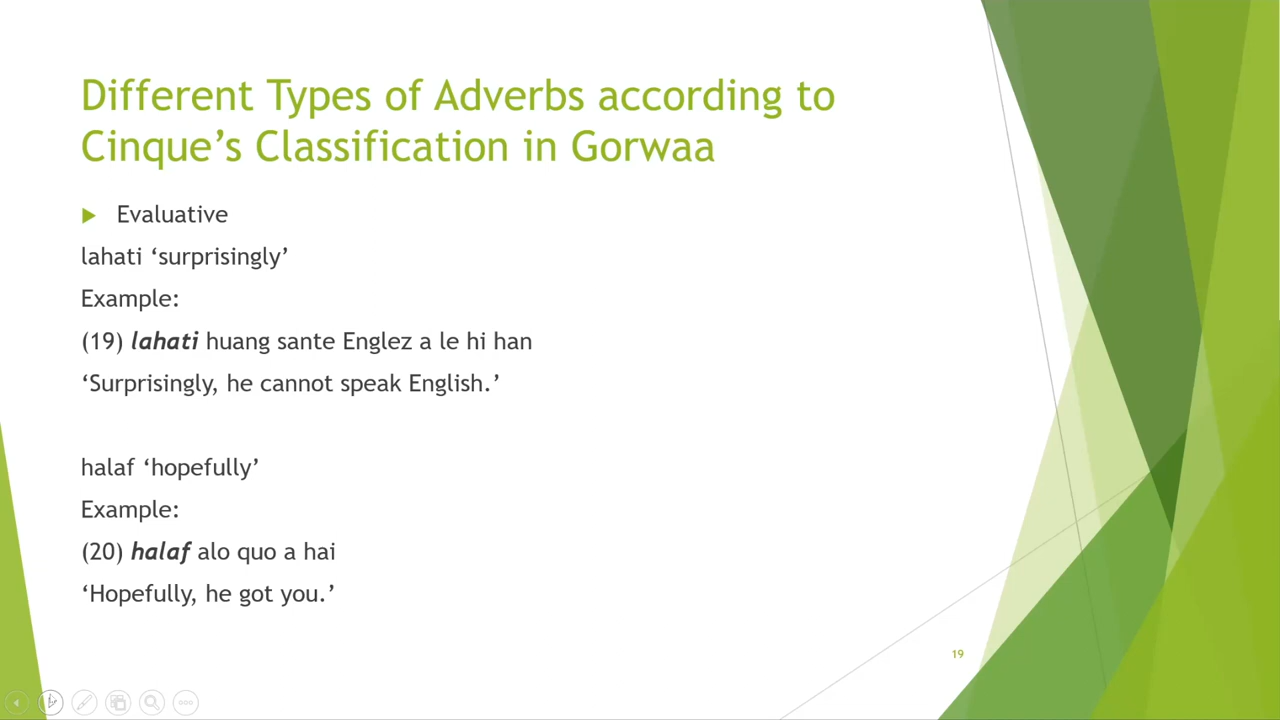 Different Types of Adverbs according to
Cinque’s Classification in Gorwaa
Evaluative
lahati ‘surprisingly’
Example:
(19) lahati huang sante Englez a le hi han
‘Surprisingly, he cannot speak English.’
halaf ‘hopefully’
Example:
(20) halaf alo quo a hai
‘Hopefully, he got you.’
19